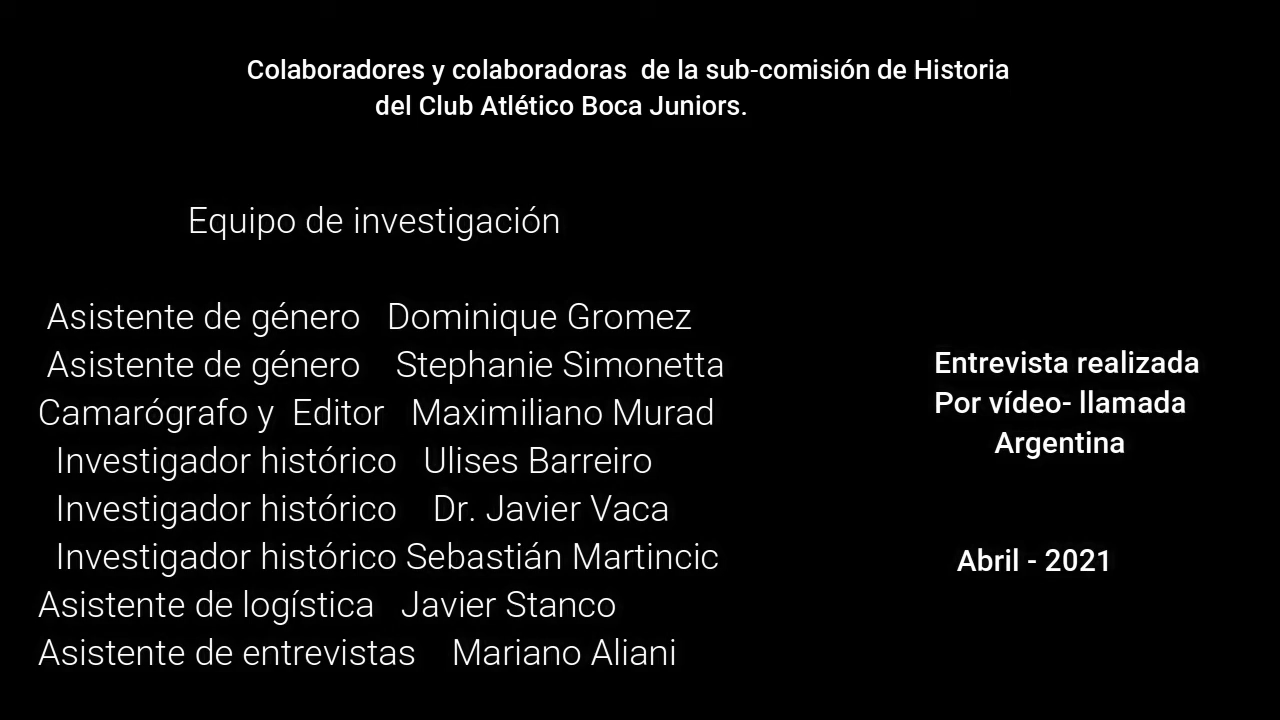 Colaboradores y colaboradoras de la sub-comisión de Historia
del Club Atlético Boca Juniors.
Equipo de investigación
Asistente de género Dominique Gromez
Asistente de género Stephanie Simonetta
Camarógrafo y Editor Maximiliano Murad
Investigador histórico Ulises Barreiro
Investigador histórico Dr. Javier Vaca
Investigador histórico Sebastián Martincic
Asistente de logística Javier Stanco
Asistente de entrevistas Mariano Aliani
Entrevista realizada
Por vídeo- llamada
Argentina
Abril - 2021